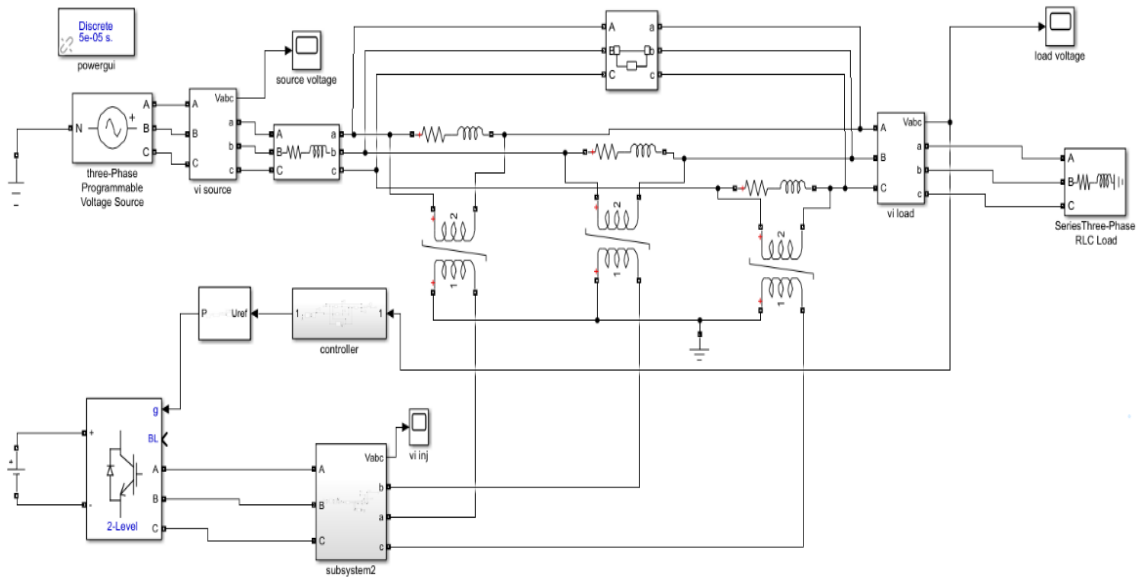 Discrete
5e-05 s.
powergui
source voltage
load voltage
A a
B b
C c
N
+
A
B
C
three-Phase
Programmable
Voltage Source
Vabc
A
a
B
b
C
c
vi source
A a
B b
C c
+
+
+
Vabc
A
a
B
b
C
c
vi load
A
B
C
SeriesThree-Phase
RLC Load
2
+
1
+
2
+
1
+
2
+
1
+
P Uref
1 1
controller
g
+
BL
A
B
-
C
2-Level
+
vi inj
Vabc
A
b
B
a
C
c
subsystem2